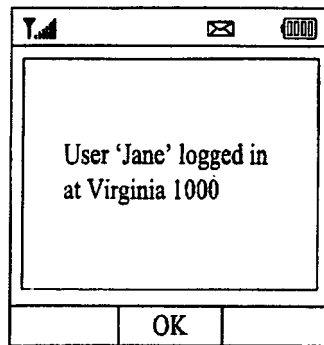 User ‘Jane’ logged in
at Virginia 1000
OK